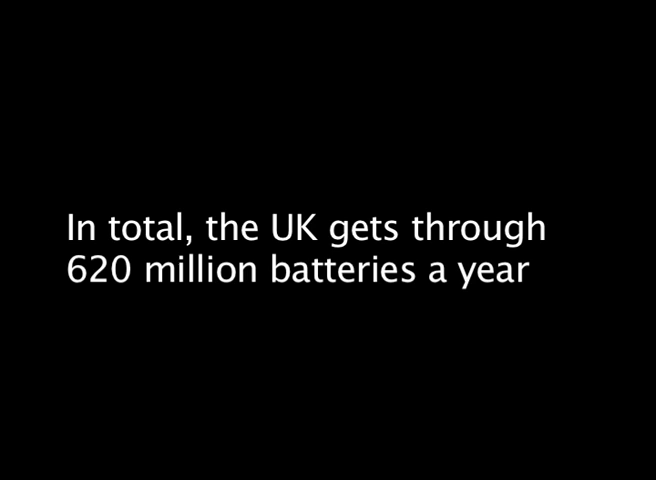 In total, the UK gets through
620 million batteries a year